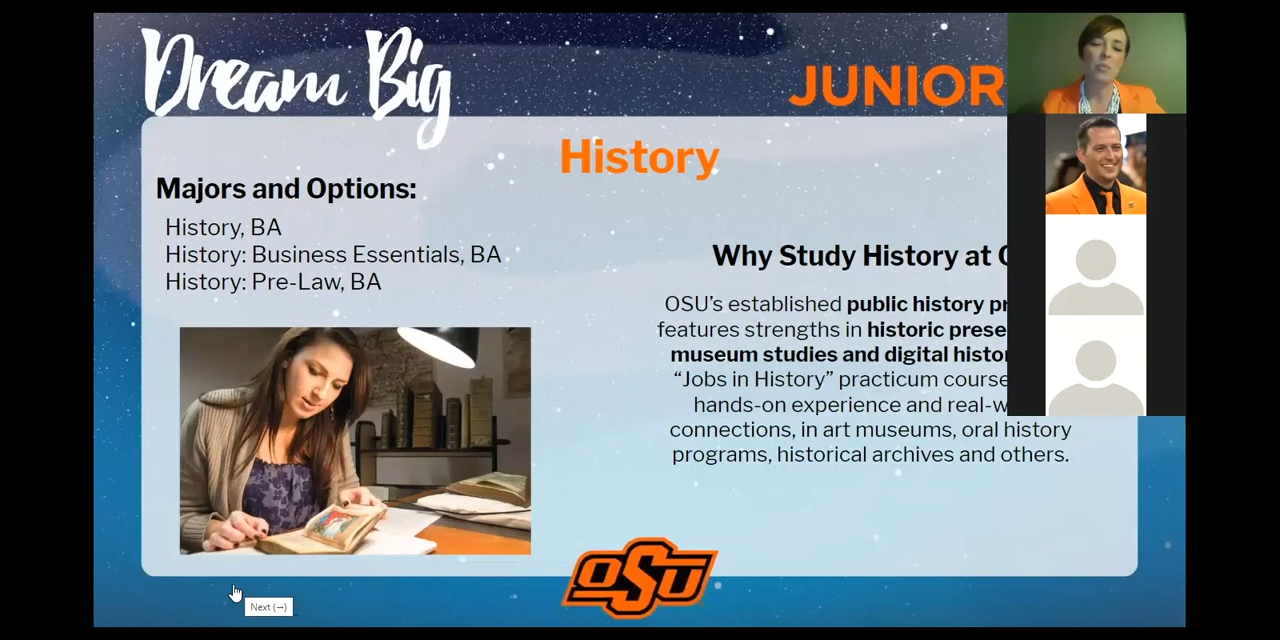 Dream Big
JUNIOR
History
Majors and Options:
History, BA
History: Business Essentials, BA
History: Pre-Law, BA
Why Study History at
OSU's established public history
features strengths in historic
museum studies and digital
“Jobs in History” practicum course
hands-on experience and
connections, in art museums, oral history
programs, historical archives and others.
OSU
Next (→)